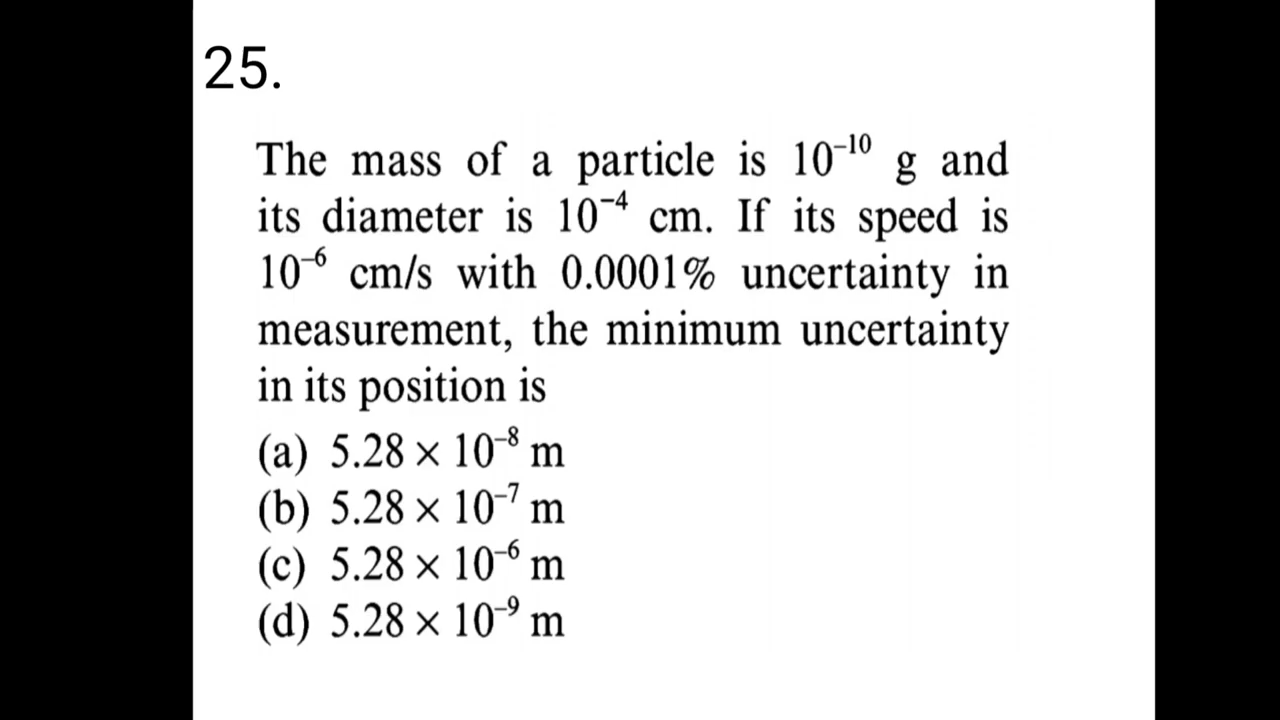 25.
The mass of a particle is 10⁻¹⁰ g and
its diameter is 10⁻⁴ cm. If its speed is
10⁻⁶ cm/s with 0.0001% uncertainty in
measurement, the minimum uncertainty
in its position is
(a) 5.28 × 10⁻⁸ m
(b) 5.28 × 10⁻⁷ m
(c) 5.28 × 10⁻⁶ m
(d) 5.28 × 10⁻⁹ m